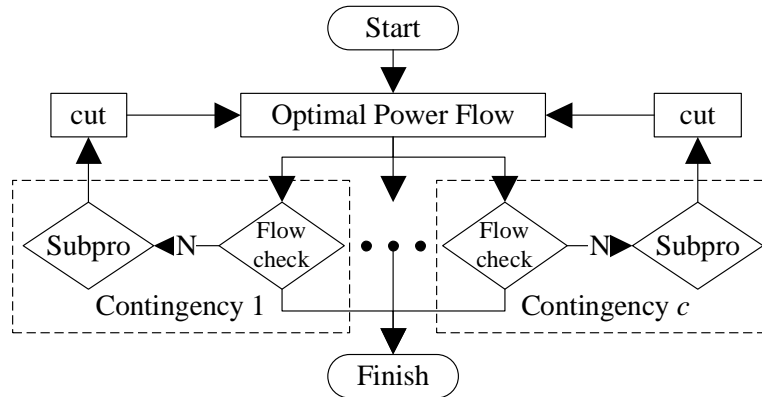 Start
cut
Optimal Power Flow
cut
Subpro
N
Flow
check
Flow
check
N
Subpro
Contingency 1
Contingency c
Finish